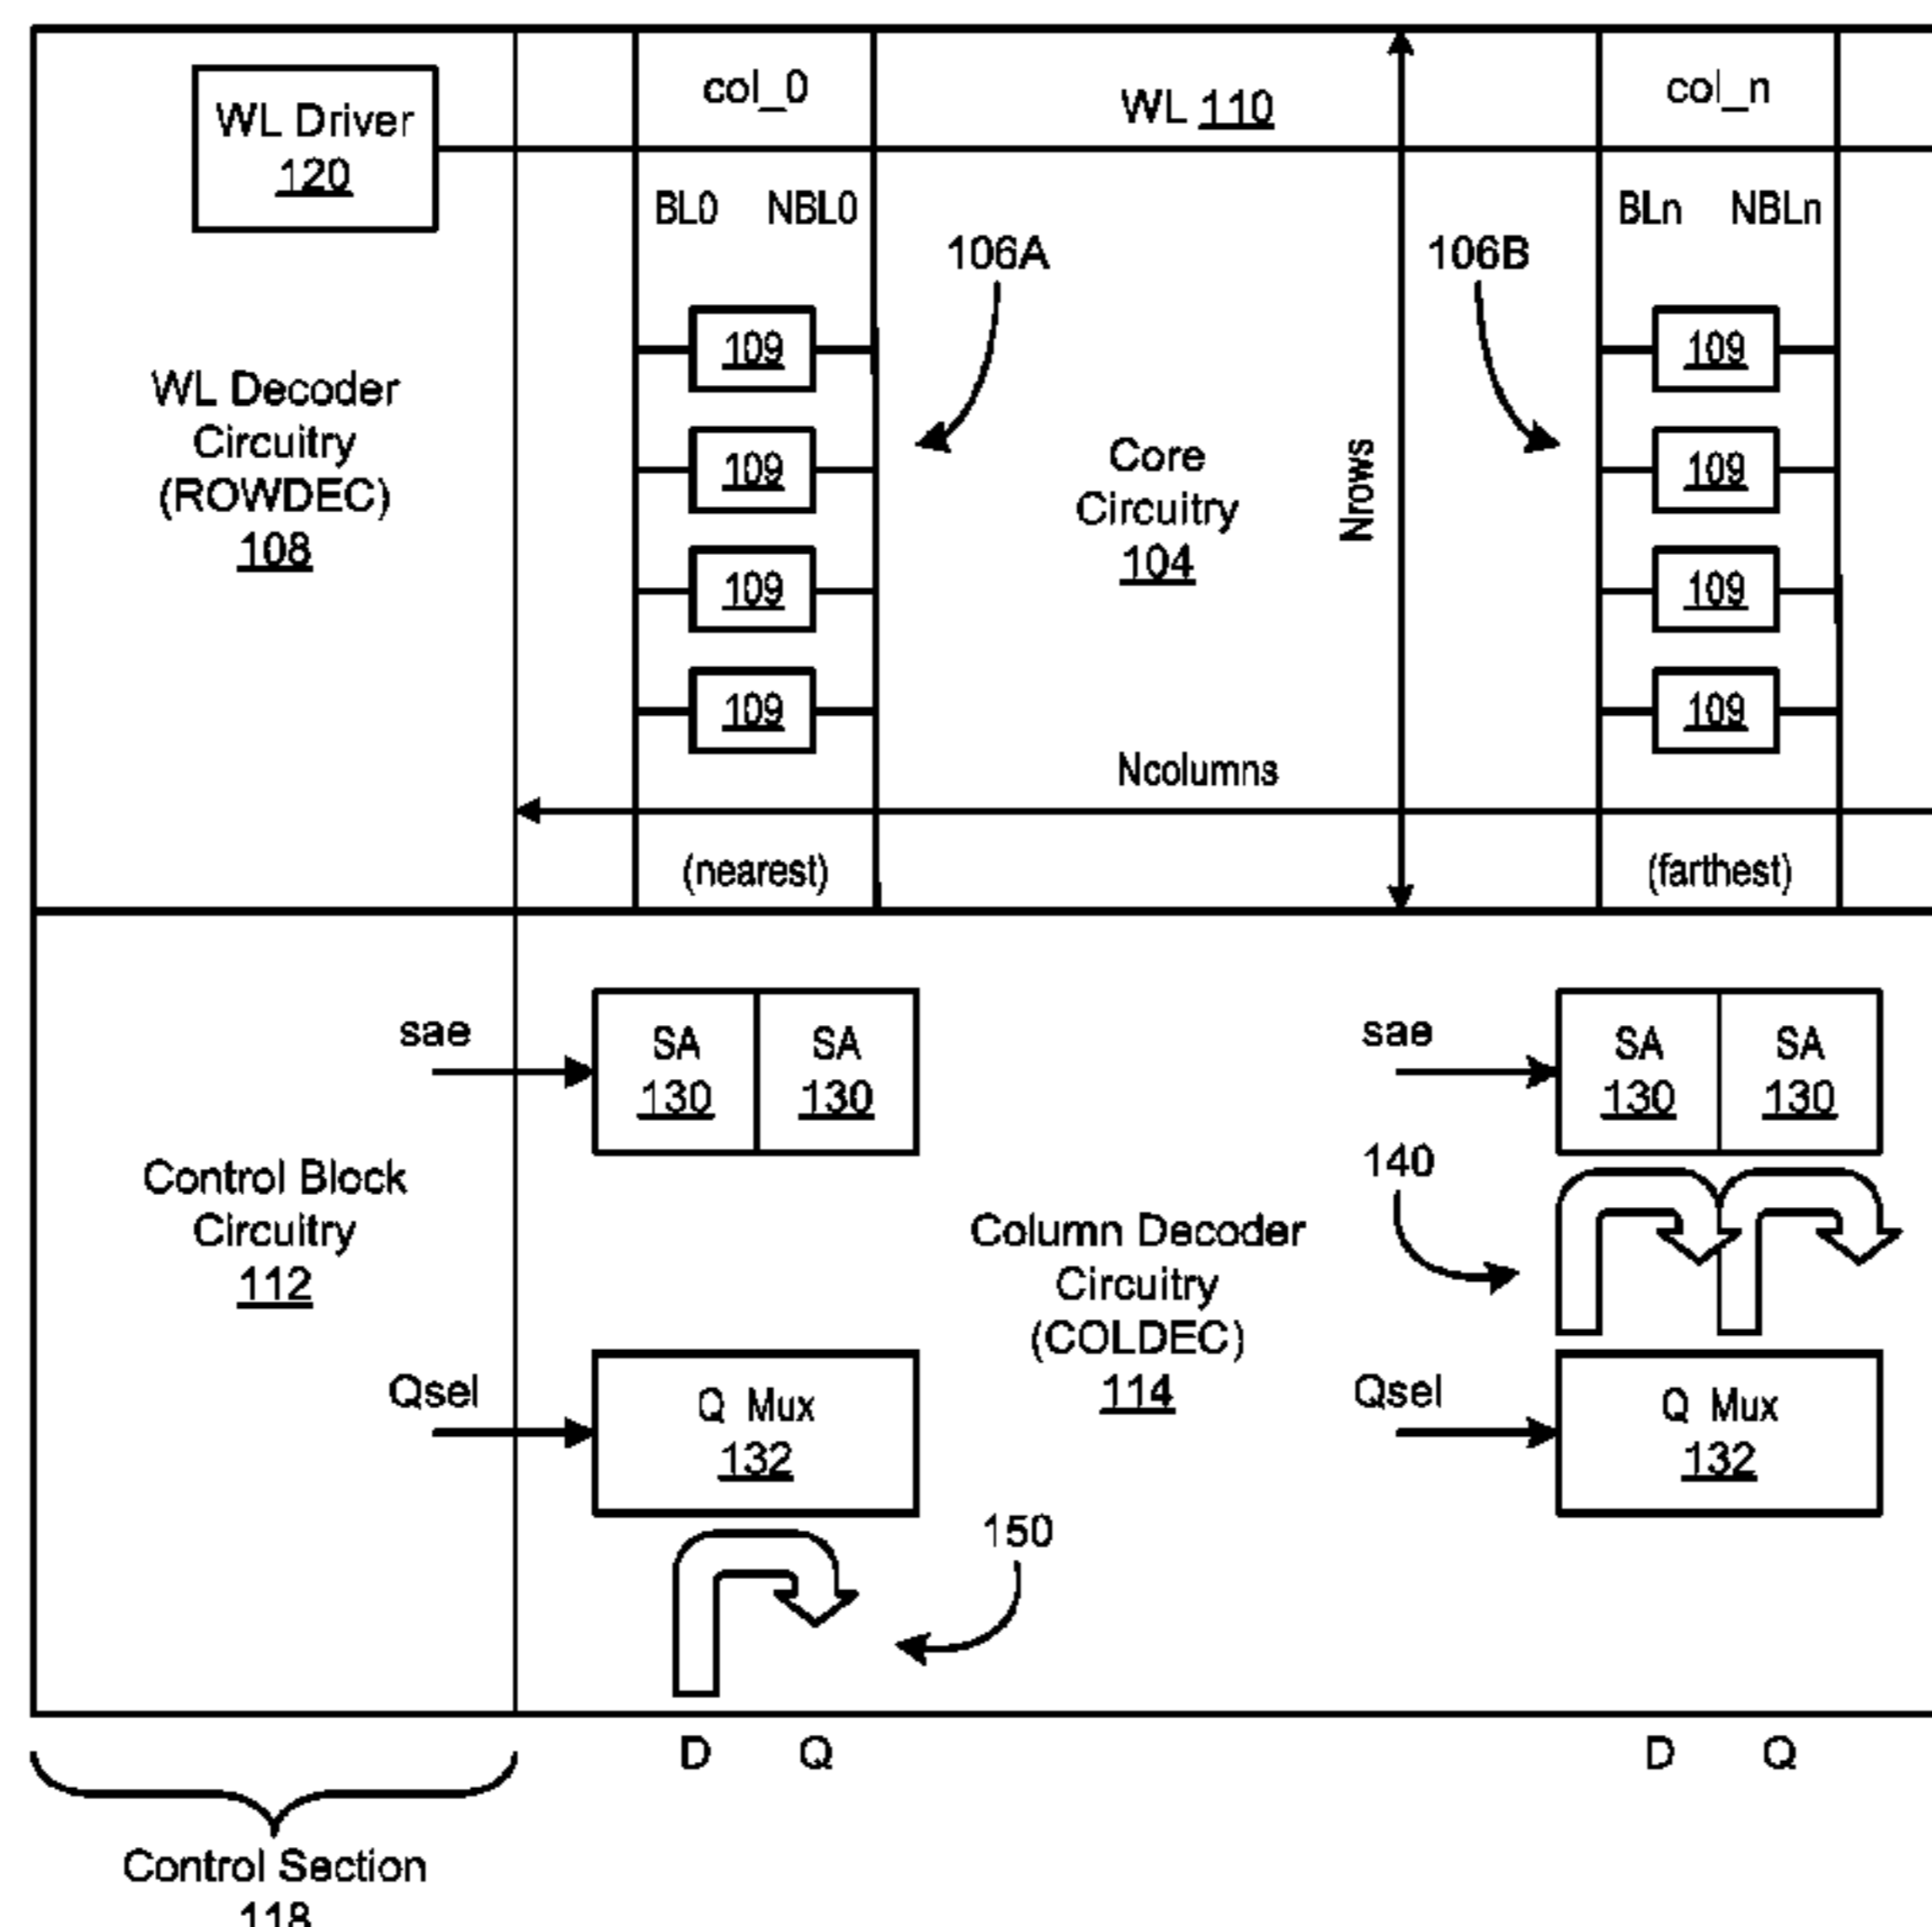 col_0
col_n
WL Driver
120
WL 110
BL0 NBL0
BLn NBLn
106A
106B
109
109
109
109
109
109
109
109
WL Decoder
Circuitry
(ROWDEC)
108
Core
Circuitry
104
Nrows
Ncolumns
(nearest)
(farthest)
sae
SA
130
SA
130
sae
SA
130
SA
130
140
Control Block
Circuitry
112
Column Decoder
Circuitry
(COLDEC)
114
Qsel
Q Mux
132
Qsel
Q Mux
132
150
D Q
D Q
Control Section
118